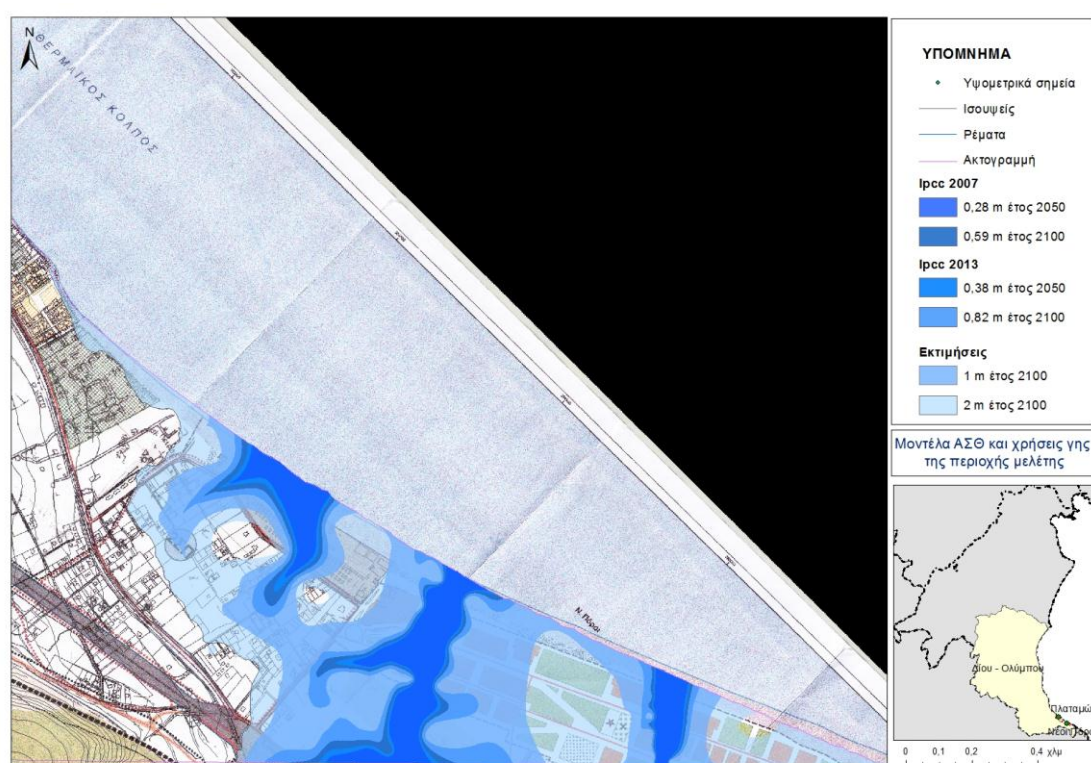 N
ΘΕΡΜΑΪΚΟΣ ΚΟΛΠΟΣ
Ν. Πόροι
ΥΠΟΜΝΗΜΑ
Υψομετρικά σημεία
Ισουψείς
Ρέματα
Ακτογραμμή
Ipcc 2007
0,28 m έτος 2050
0,59 m έτος 2100
Ipcc 2013
0,38 m έτος 2050
0,82 m έτος 2100
Εκτιμήσεις
1 m έτος 2100
2 m έτος 2100
Μοντέλα ΑΣΘ και χρήσεις γης
της περιοχής μελέτης
Δίου - Ολύμπου
Πλαταμώ
0 0,1 0,2 0,4 χλμ